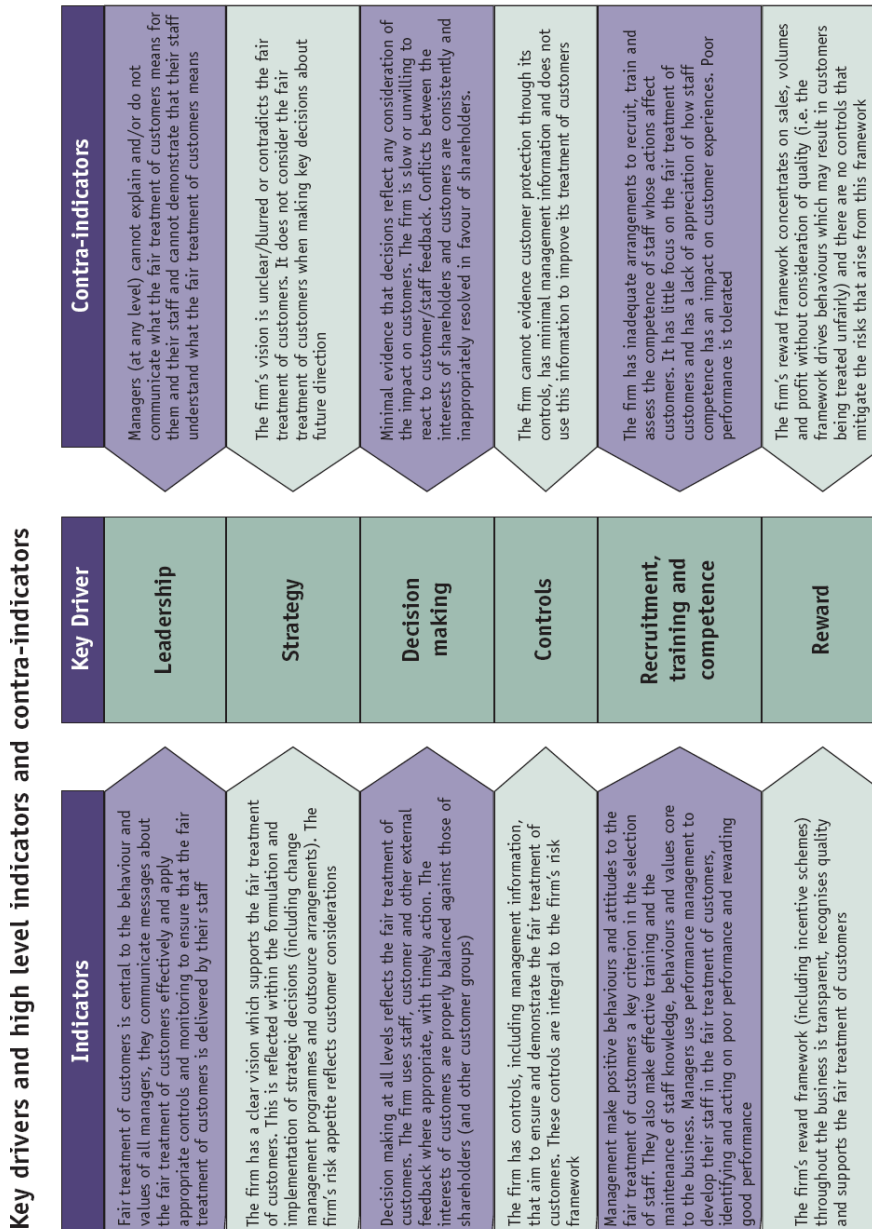 Key drivers and high level indicators and contra-indicators
Indicators
Key Driver
Contra-indicators
Fair treatment of customers is central to the behaviour and
values of all managers, they communicate messages about
the fair treatment of customers effectively and apply
appropriate controls and monitoring to ensure that the fair
treatment of customers is delivered by their staff
Leadership
Managers (at any level) cannot explain and/or do not
communicate what the fair treatment of customers means for
them and their staff and cannot demonstrate that their staff
understand what the fair treatment of customers means
The firm has a clear vision which supports the fair treatment
of customers. This is reflected within the formulation and
implementation of strategic decisions (including change
management programmes and outsource arrangements). The
firm's risk appetite reflects customer considerations
Strategy
The firm's vision is unclear/blurred or contradicts the fair
treatment of customers. It does not consider the fair
treatment of customers when making key decisions about
future direction
Decision making at all levels reflects the fair treatment of
customers. The firm uses staff, customer and other external
feedback where appropriate, with timely action. The
interests of customers are properly balanced against those of
shareholders (and other customer groups)
Decision
making
Minimal evidence that decisions reflect any consideration of
the impact on customers. The firm is slow or unwilling to
react to customer/staff feedback. Conflicts between the
interests of shareholders and customers are consistently and
inappropriately resolved in favour of shareholders.
The firm has controls, including management information,
that aim to ensure and demonstrate the fair treatment of
customers. These controls are integral to the firm's risk
framework
Controls
The firm cannot evidence customer protection through its
controls, has minimal management information and does not
use this information to improve its treatment of customers
Management make positive behaviours and attitudes to the
fair treatment of customers a key criterion in the selection
of staff. They also make effective training and the
maintenance of staff knowledge, behaviours and values core
to the business. Managers use performance management to
develop their staff in the fair treatment of customers,
identifying and acting on poor performance and rewarding
good performance
Recruitment,
training and
competence
The firm has inadequate arrangements to recruit, train and
assess the competence of staff whose actions affect
customers. It has little focus on the fair treatment of
customers and has a lack of appreciation of how staff
competence has an impact on customer experiences. Poor
performance is tolerated
The firm's reward framework (including incentive schemes)
throughout the business is transparent, recognises quality
and supports the fair treatment of customers
Reward
The firm's reward framework concentrates on sales, volumes
and profit without consideration of quality (i.e. the
framework drives behaviours which may result in customers
being treated unfairly) and there are no controls that
mitigate the risks that arise from this framework